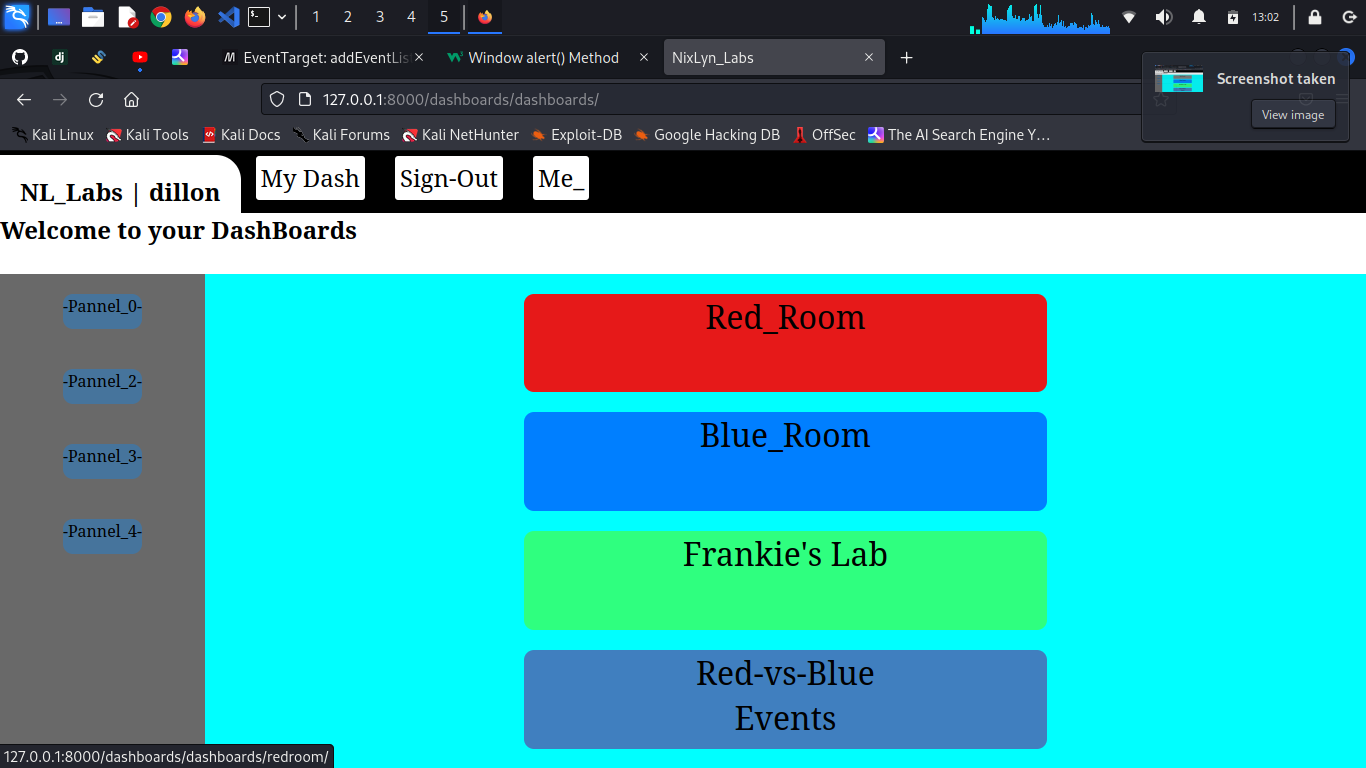 1 2 3 4 5 13:02
EventTarget: addEventLis
Window alert() Method
NixLyn_Labs
Screenshot taken
View image
127.0.0.1:8000/dashboards/dashboards/
Kali Linux Kali Tools Kali Docs Kali Forums Kali NetHunter Exploit-DB Google Hacking DB OffSec The AI Search Engine Y…
NL_Labs | dillon My Dash Sign-Out Me_
Welcome to your DashBoards
-Pannel_0-
-Pannel_2-
-Pannel_3-
-Pannel_4-
Red_Room
Blue_Room
Frankie's Lab
Red-vs-Blue
Events
127.0.0.1:8000/dashboards/dashboards/redroom/